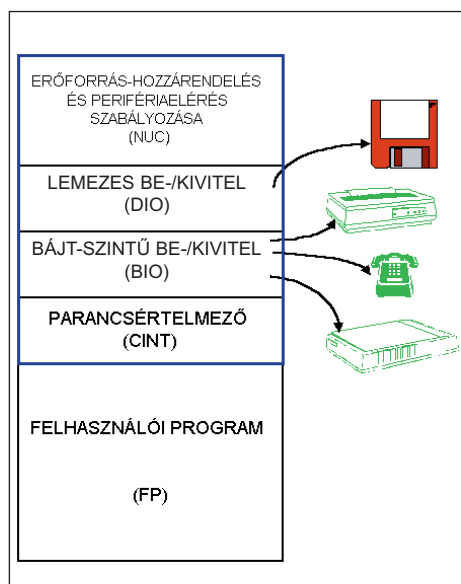 ERŐFORRÁS-HOZZÁRENDELÉS
ÉS PERIFÉRIAELÉRÉS
SZABÁLYOZÁSA
(NUC)
LEMEZES BE-/KIVITEL
(DIO)
BÁJT-SZINTŰ BE-/KIVITEL
(BIO)
PARANCSÉRTELMEZŐ
(CINT)
FELHASZNÁLÓI PROGRAM
(FP)